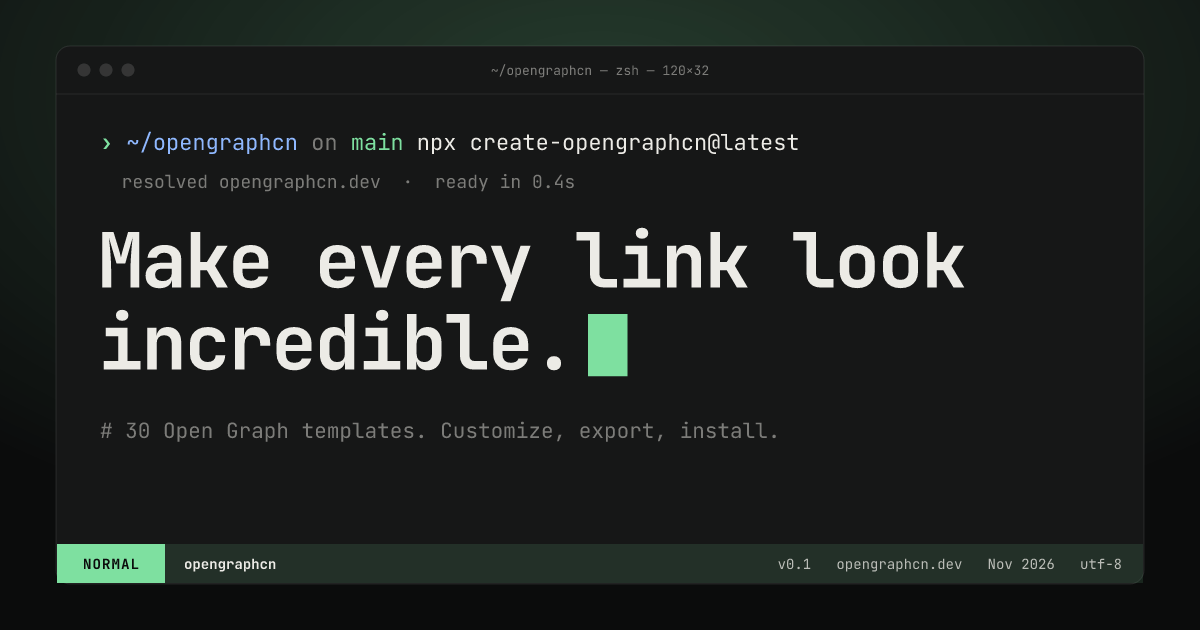 ~/opengraphcn — zsh — 120×32
› ~/opengraphcn on main npx create-opengraphcn@latest
resolved opengraphcn.dev · ready in 0.4s
Make every link look
incredible.
# 30 Open Graph templates. Customize, export, install.
NORMAL opengraphcn v0.1 opengraphcn.dev Nov 2026 utf-8